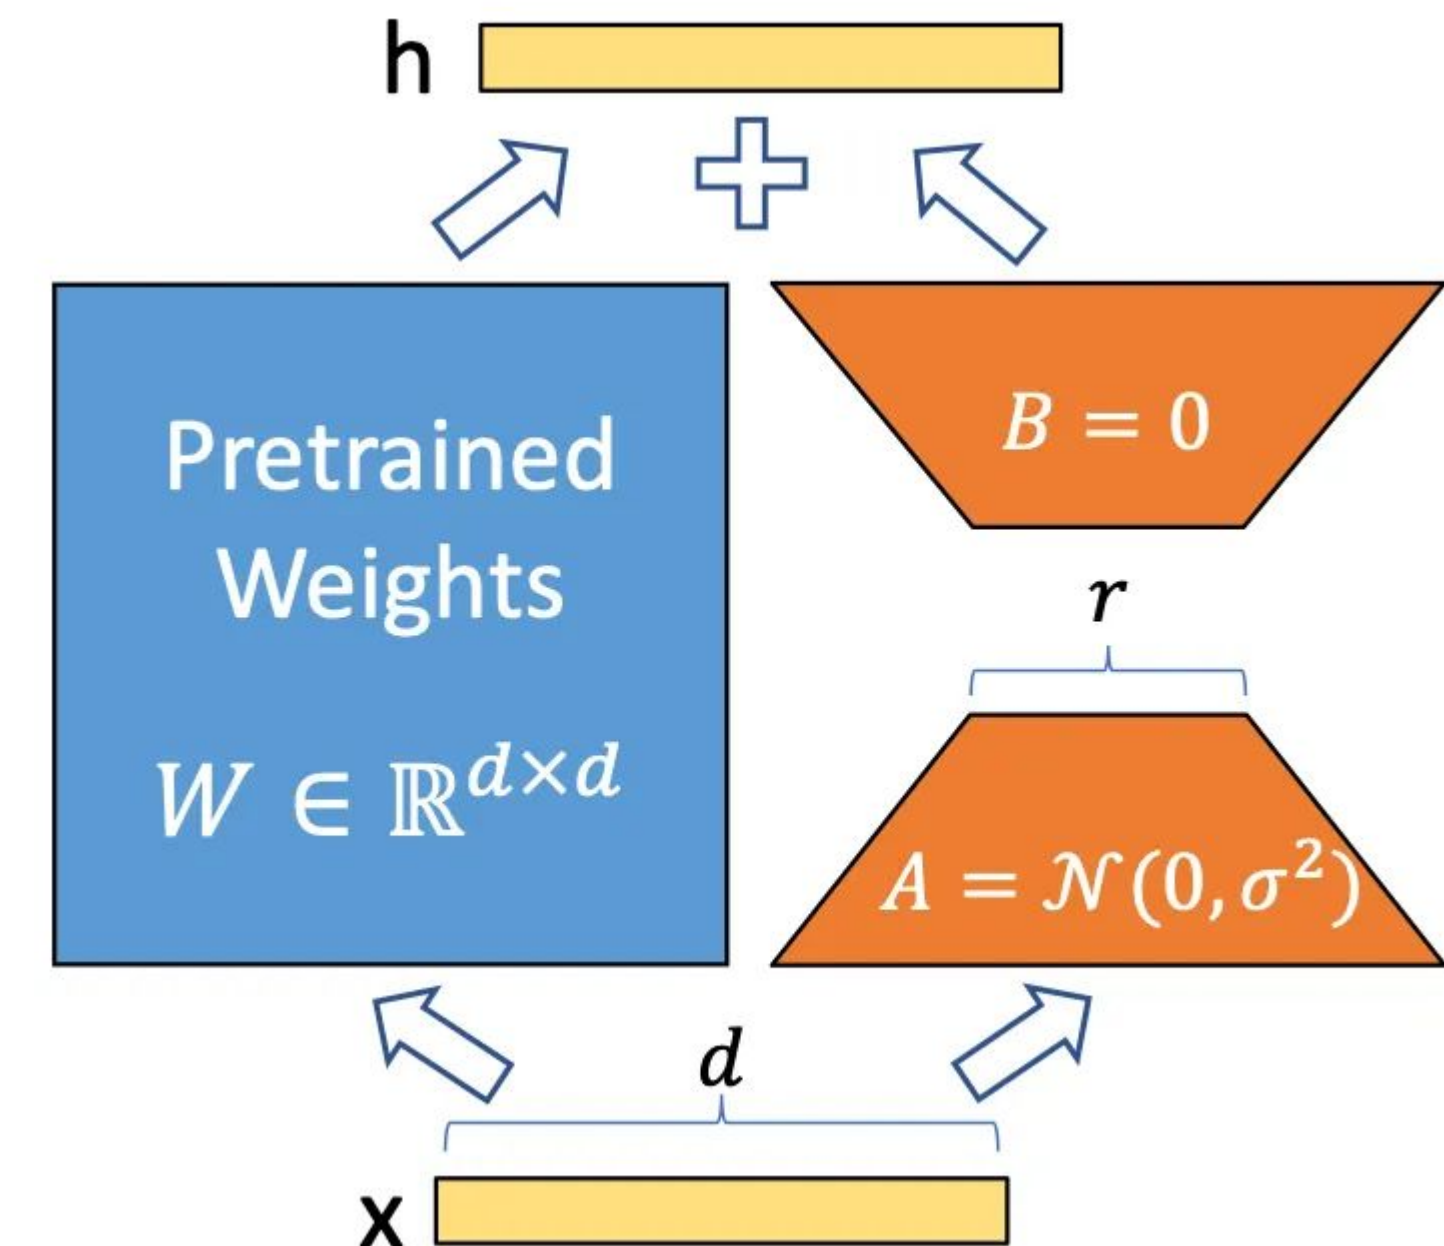 h
Pretrained
Weights
W ∈ ℝ^{d×d}
B = 0
r
A = 𝒩(0, σ²)
d
x